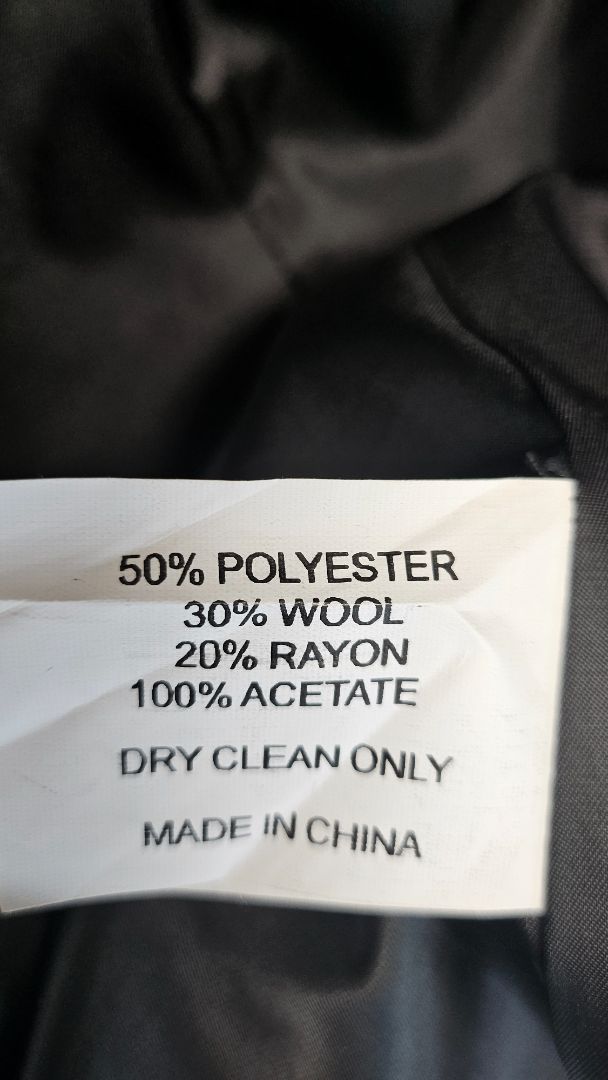 50% POLYESTER
30% WOOL
20% RAYON
100% ACETATE
DRY CLEAN ONLY
MADE IN CHINA